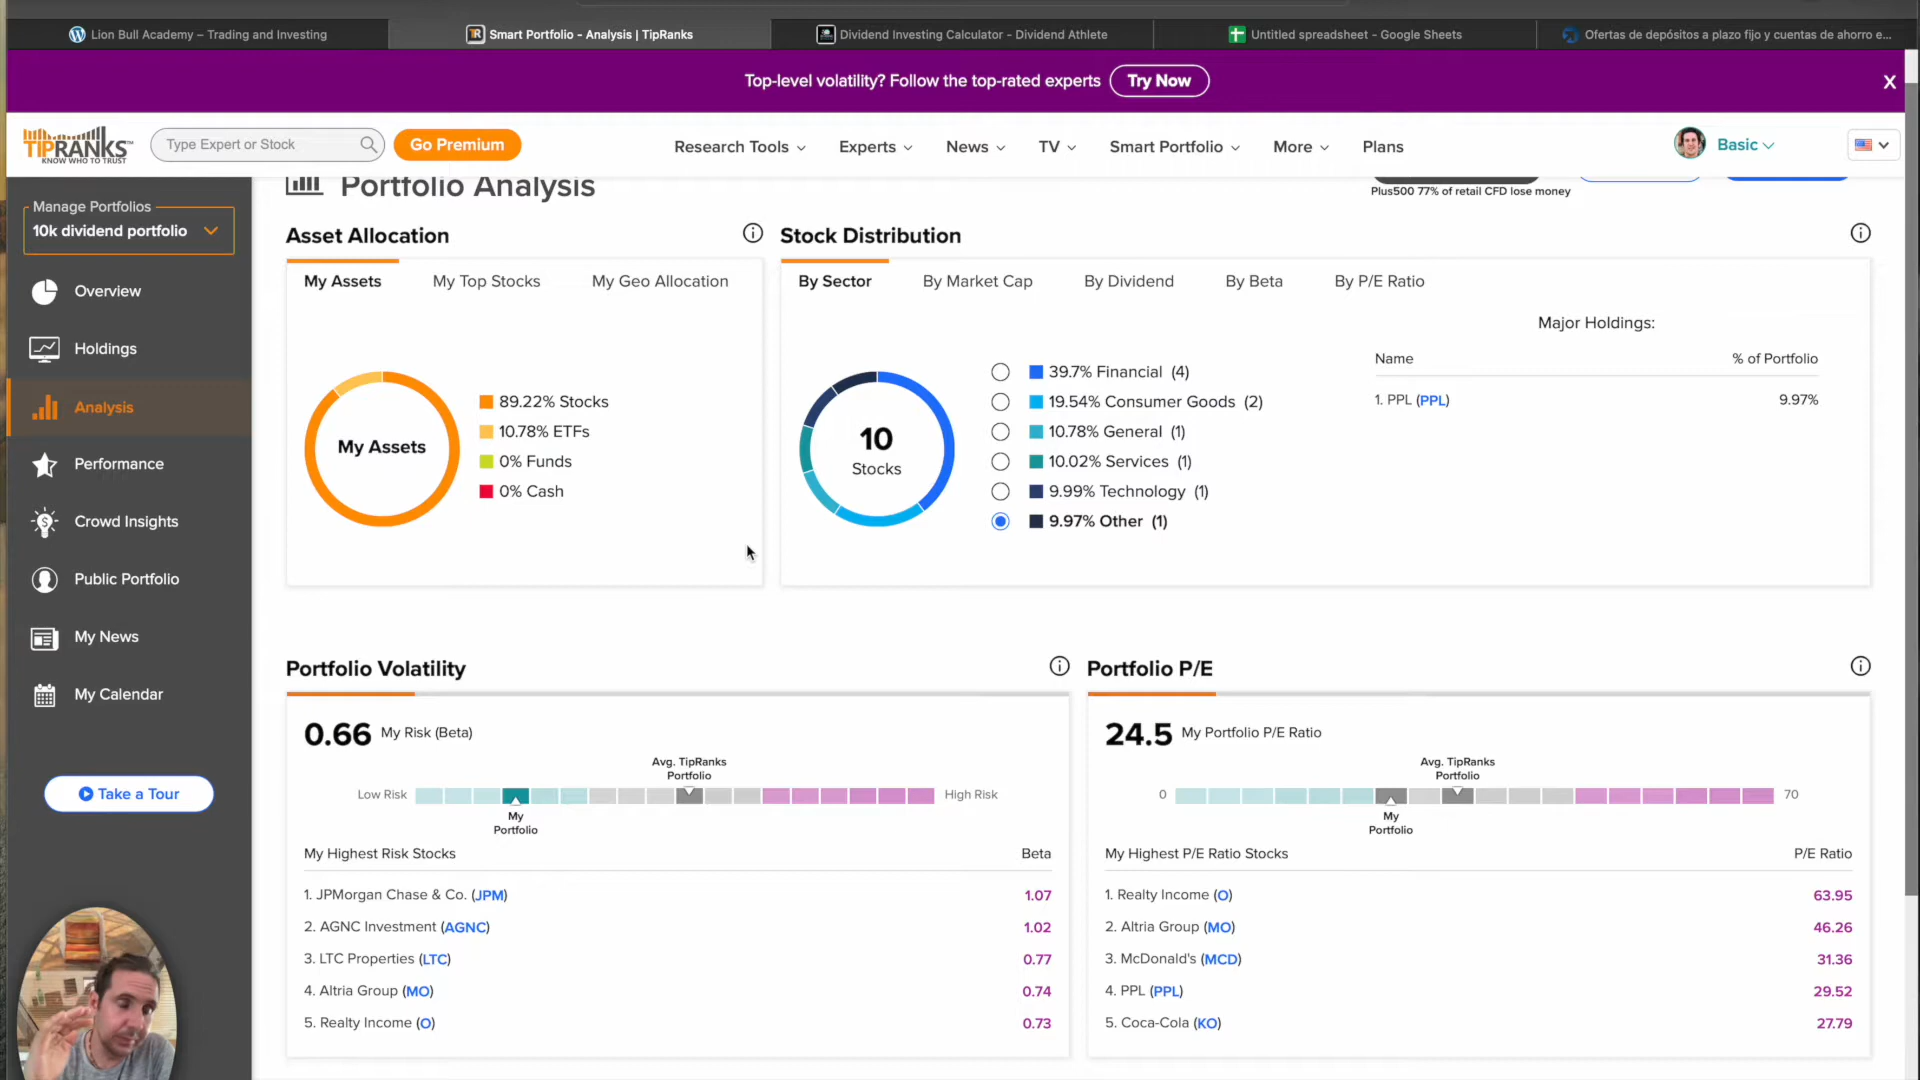 Lion Bull Academy – Trading and Investing
Smart Portfolio - Analysis | TipRanks
Dividend Investing Calculator - Dividend Athlete
Untitled spreadsheet - Google Sheets
Ofertas de depósitos a plazo fijo y cuentas de ahorro e...
Top-level volatility? Follow the top-rated experts
Try Now
X
TIPRANKS™
KNOW WHO TO TRUST
Type Expert or Stock
Go Premium
Research Tools
Experts
News
TV
Smart Portfolio
More
Plans
Basic
Portfolio Analysis
Plus500 77% of retail CFD lose money
Manage Portfolios
10k dividend portfolio
Overview
Holdings
Analysis
Performance
Crowd Insights
Public Portfolio
My News
My Calendar
Take a Tour
Asset Allocation
My Assets
My Top Stocks
My Geo Allocation
My Assets
89.22% Stocks
10.78% ETFs
0% Funds
0% Cash
Stock Distribution
By Sector
By Market Cap
By Dividend
By Beta
By P/E Ratio
10
Stocks
39.7% Financial (4)
19.54% Consumer Goods (2)
10.78% General (1)
10.02% Services (1)
9.99% Technology (1)
9.97% Other (1)
Major Holdings:
Name
% of Portfolio
1. PPL (PPL)
9.97%
Portfolio Volatility
0.66 My Risk (Beta)
Avg. TipRanks
Portfolio
Low Risk
High Risk
My
Portfolio
My Highest Risk Stocks
Beta
1. JPMorgan Chase & Co. (JPM)
1.07
2. AGNC Investment (AGNC)
1.02
3. LTC Properties (LTC)
0.77
4. Altria Group (MO)
0.74
5. Realty Income (O)
0.73
Portfolio P/E
24.5 My Portfolio P/E Ratio
Avg. TipRanks
Portfolio
0
70
My
Portfolio
My Highest P/E Ratio Stocks
P/E Ratio
1. Realty Income (O)
63.95
2. Altria Group (MO)
46.26
3. McDonald's (MCD)
31.36
4. PPL (PPL)
29.52
5. Coca-Cola (KO)
27.79